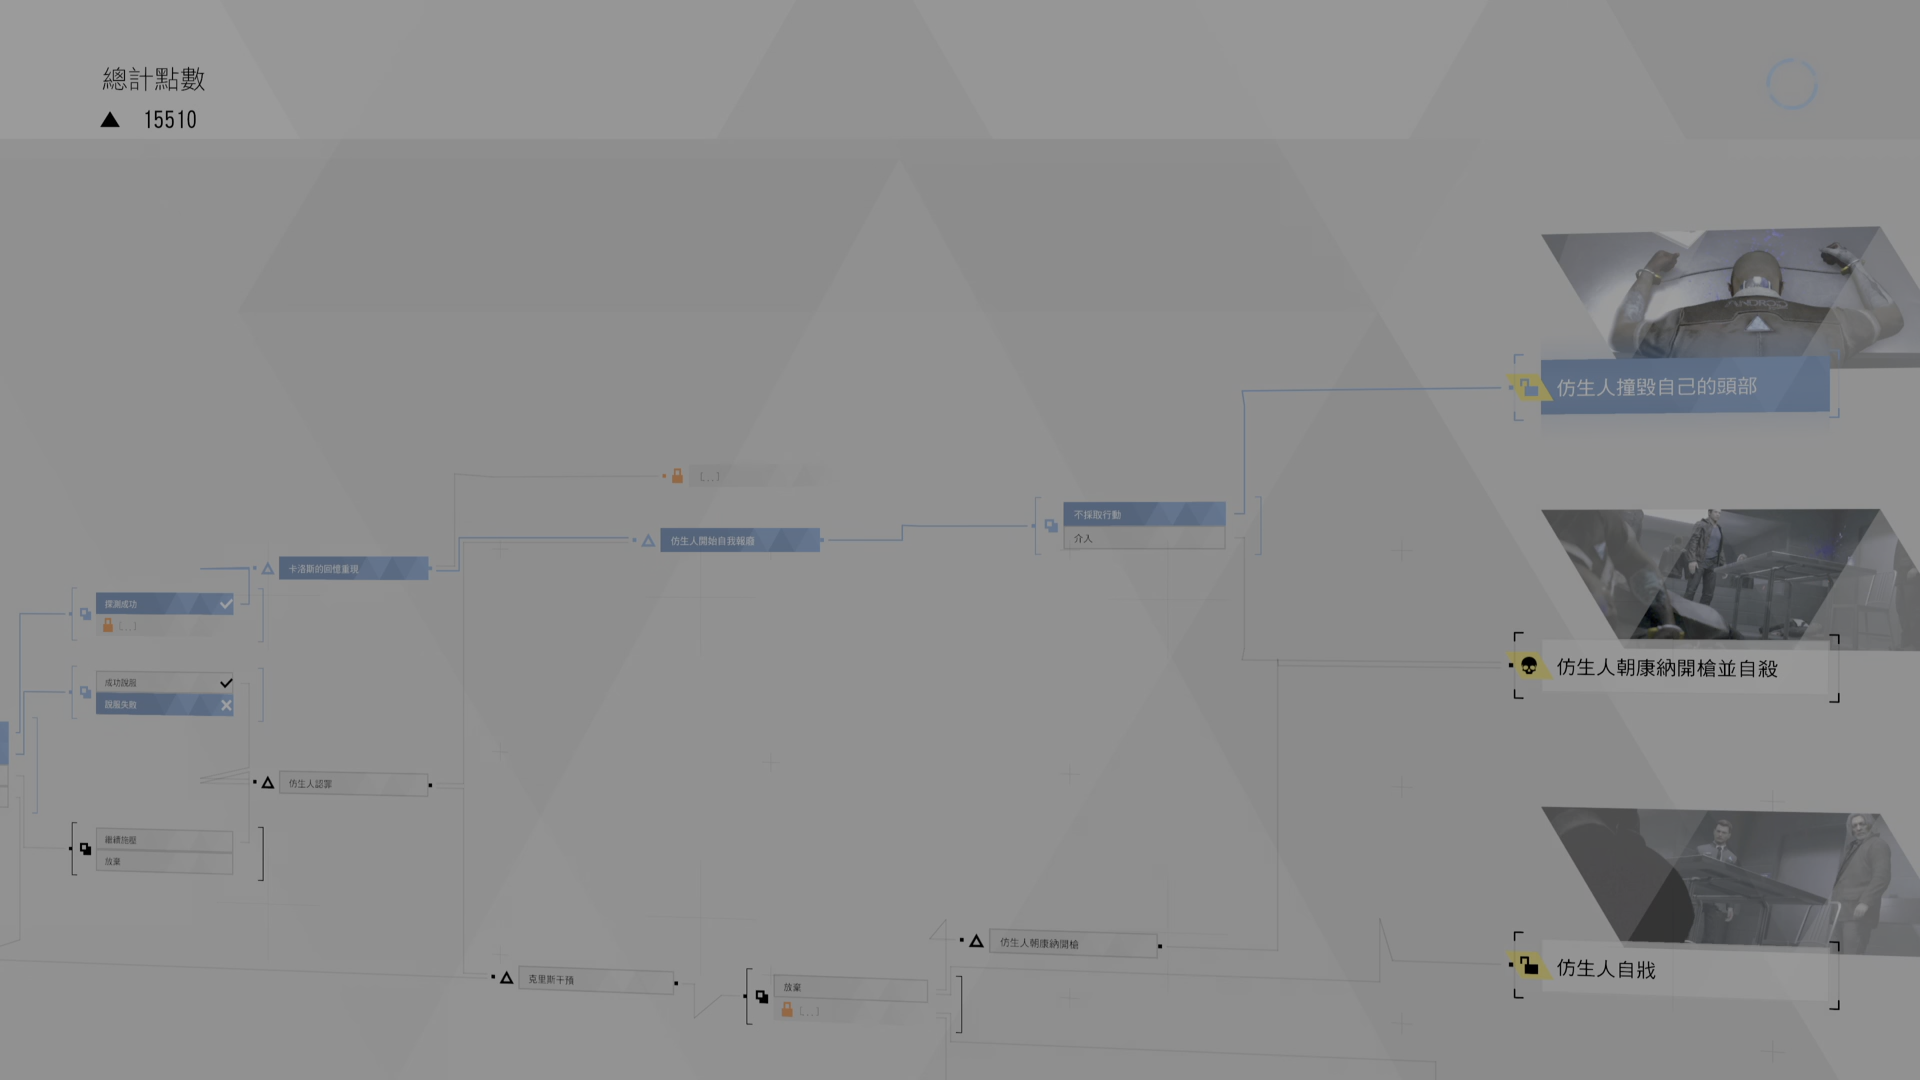 總計點數
15510
仿生人撞毀自己的頭部
[...]
不採取行動
仿生人開始自我報廢
介入
卡洛斯的回憶重現
探測成功
[...]
仿生人朝康納開槍並自殺
成功說服
說服失敗
仿生人認罪
繼續施壓
放棄
仿生人朝康納開槍
仿生人自戕
克里斯干預
放棄
[...]